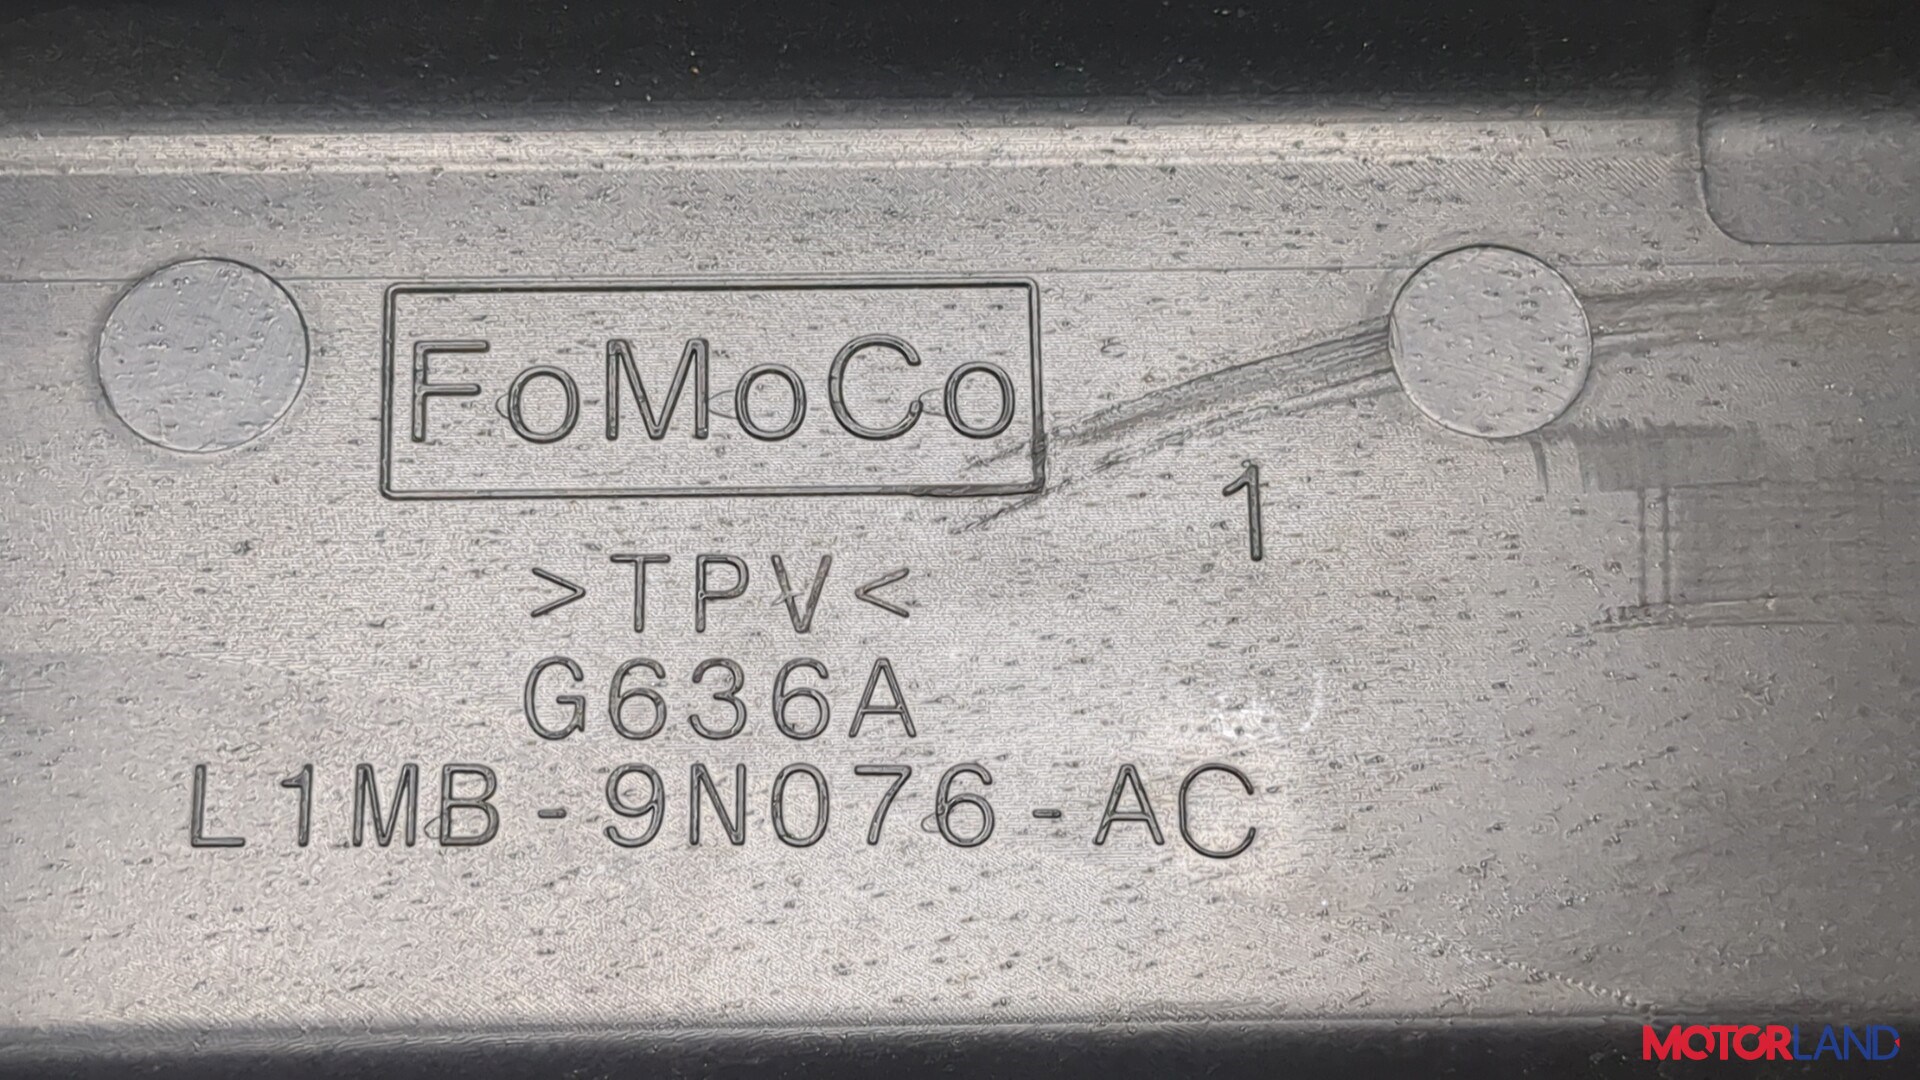 FoMoCo
1
>TPV<
G636A
L1MB-9N076-AC
MOTORLAND